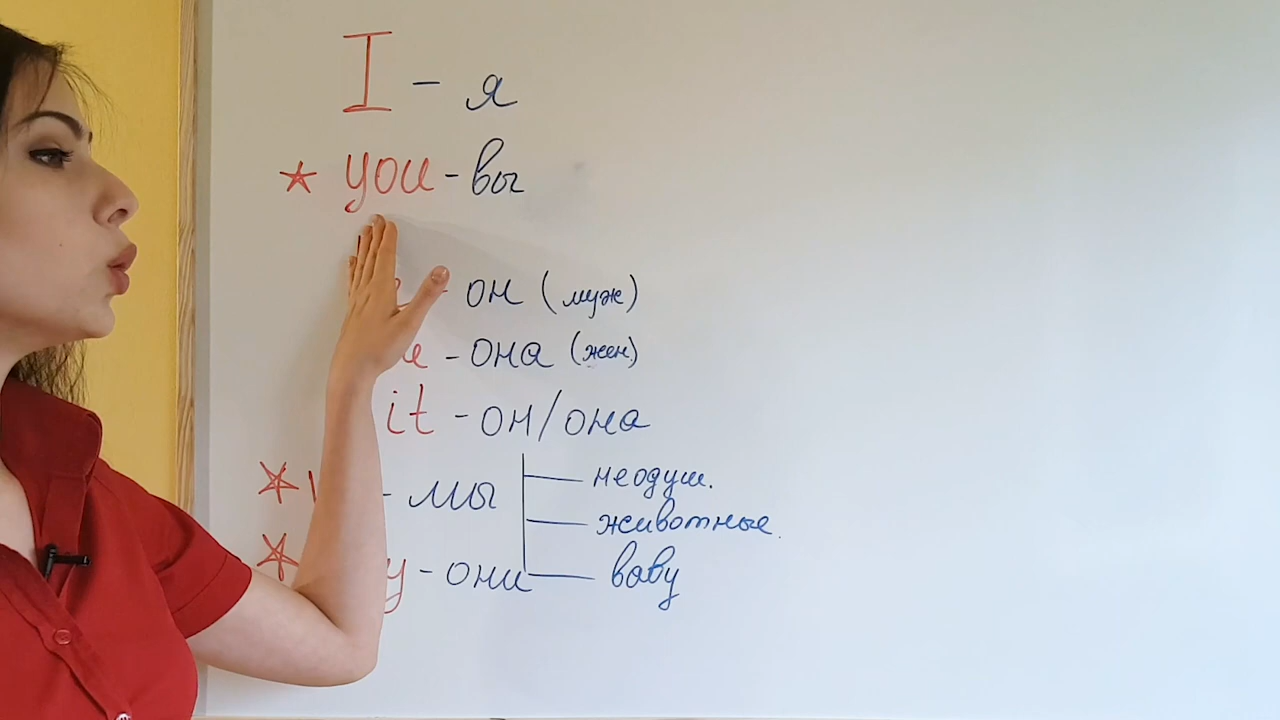 I - я
★ you - вы
- он (муж)
- она (жен.)
it - он/она
неодуш.
★ - мы
животные.
★ y - они
baby